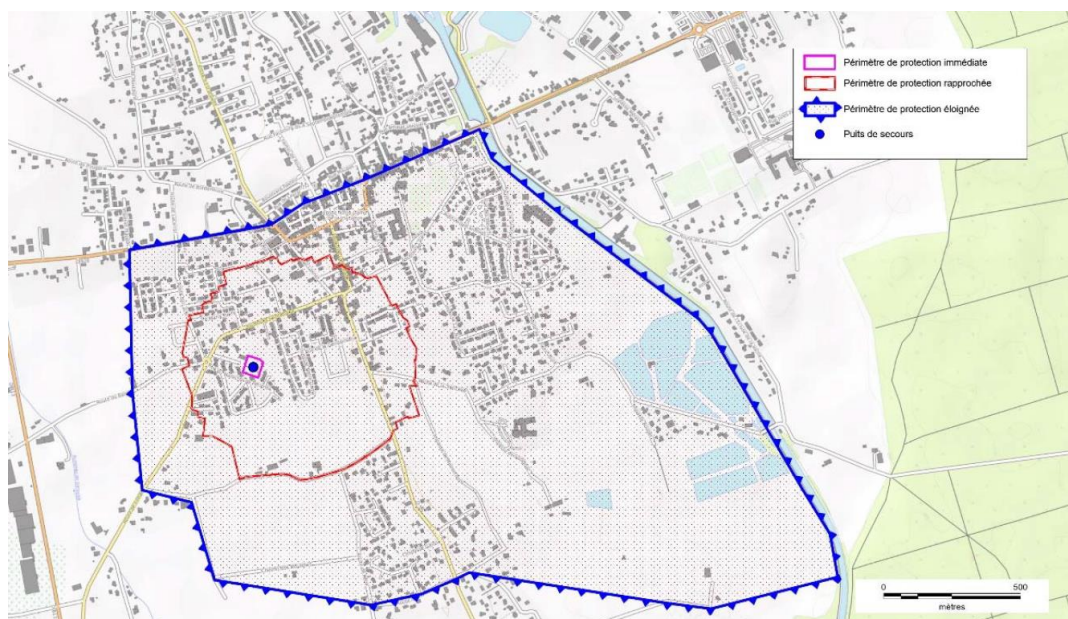 Périmètre de protection immédiate
Périmètre de protection rapprochée
Périmètre de protection éloignée
Puits de secours
0 500
mètres